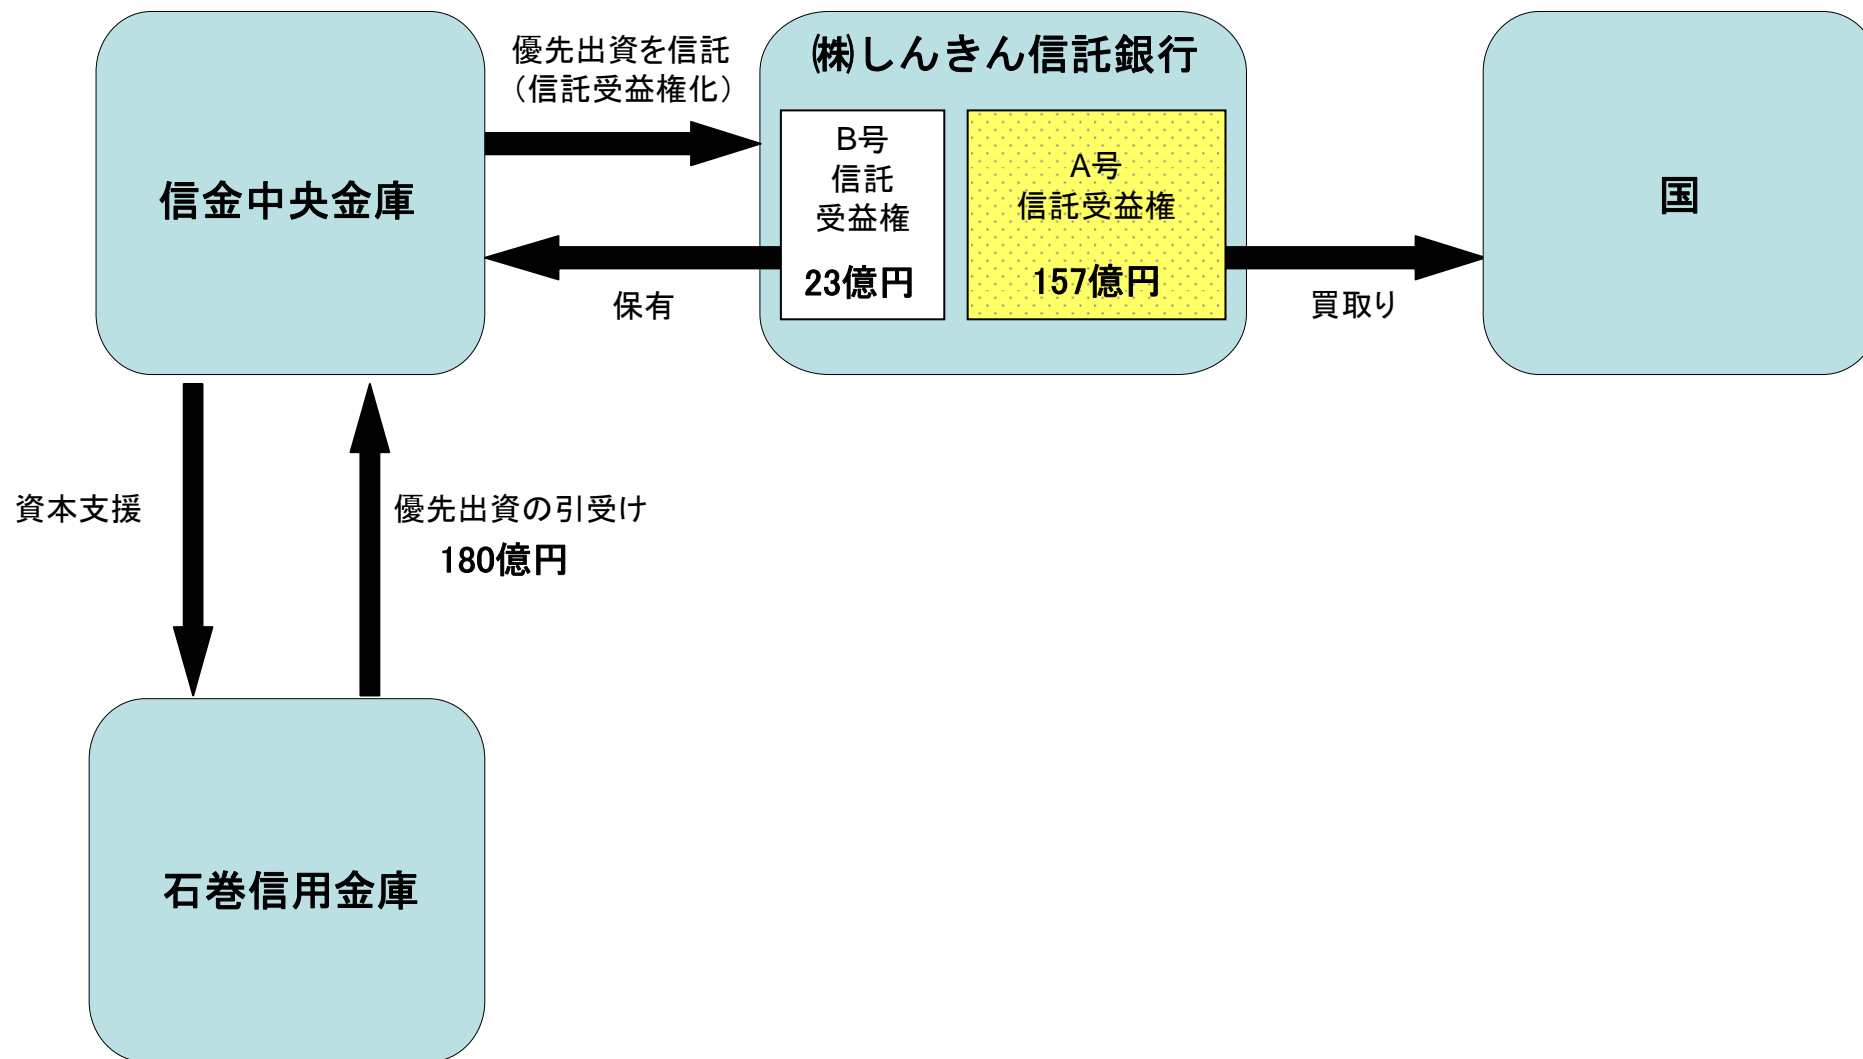 優先出資を信託
（信託受益権化）
㈱しんきん信託銀行
信金中央金庫
B号
信託
受益権
23億円
A号
信託受益権
157億円
国
保有
買取り
資本支援
優先出資の引受け
180億円
石巻信用金庫